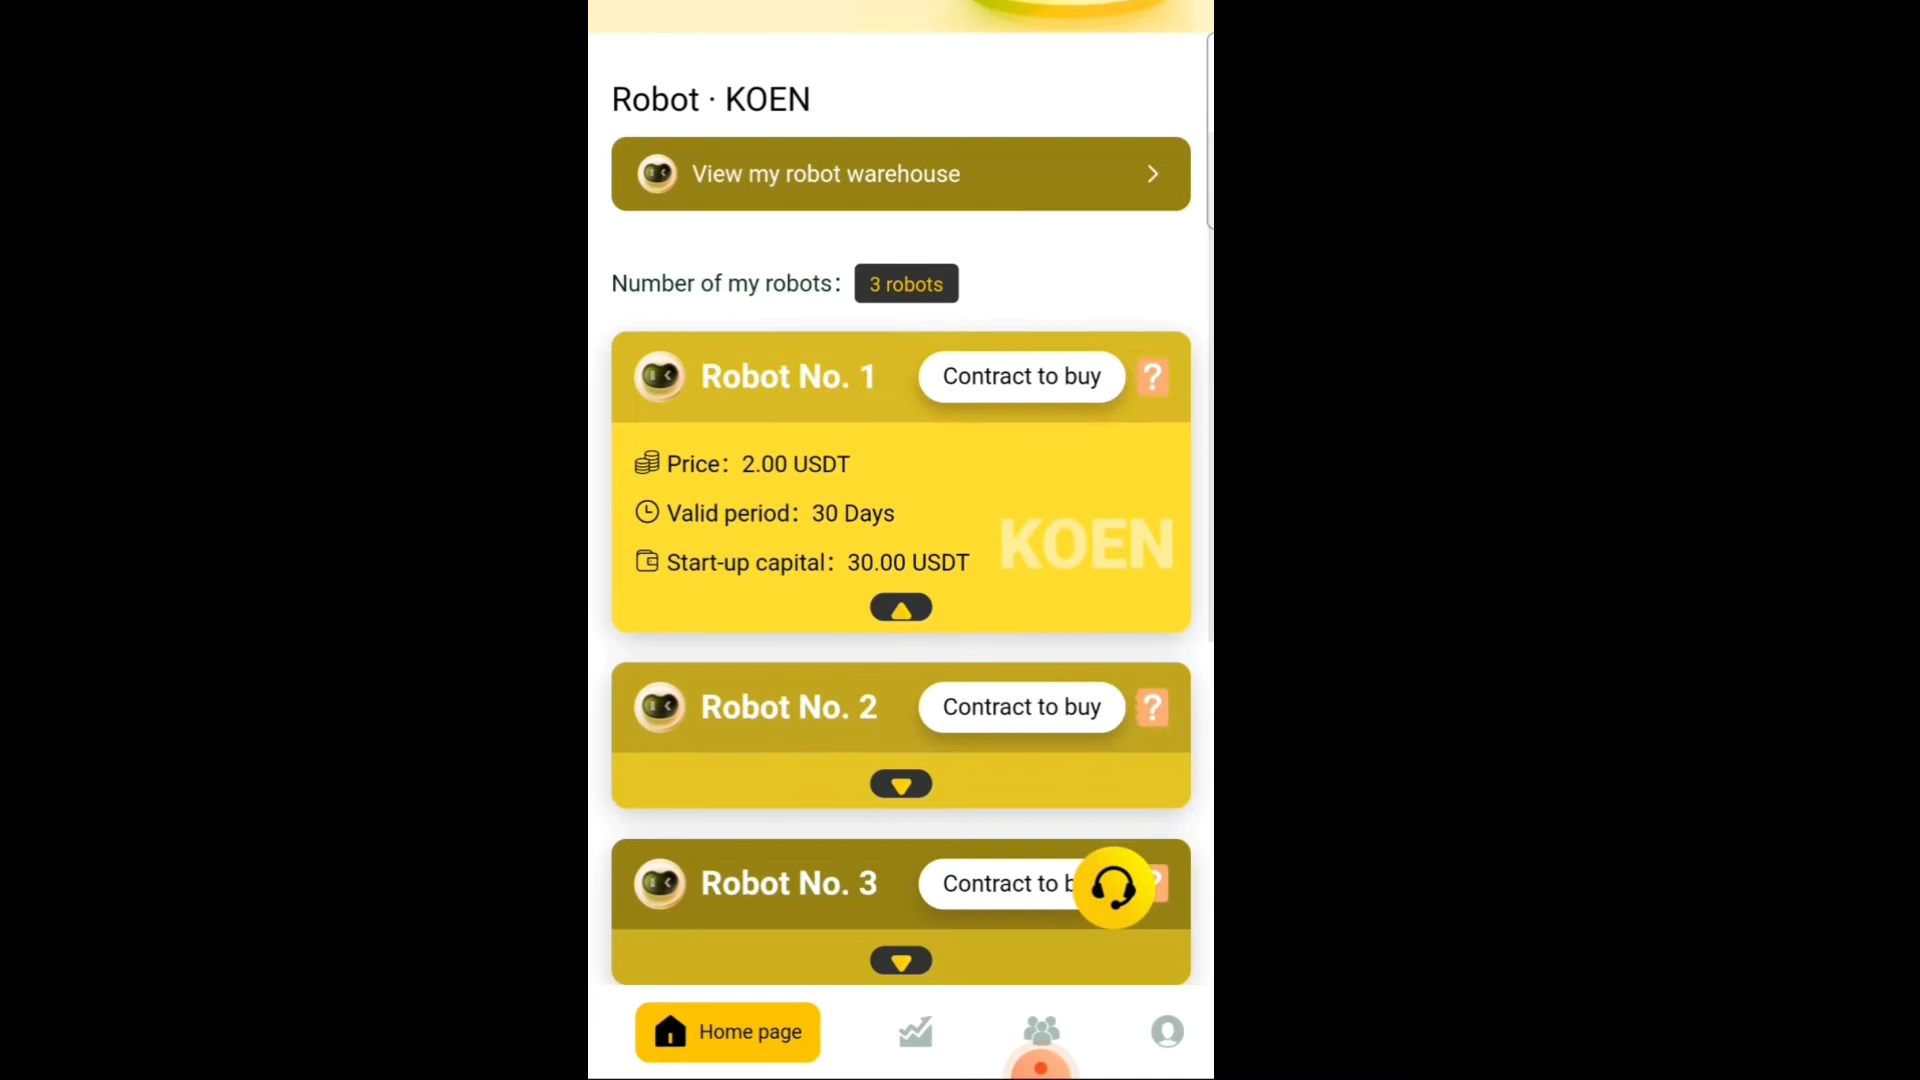 Robot · KOEN
View my robot warehouse
Number of my robots： 3 robots
Robot No. 1 Contract to buy ?
Price： 2.00 USDT
Valid period： 30 Days
Start-up capital： 30.00 USDT
KOEN
Robot No. 2 Contract to buy ?
Robot No. 3 Contract to
Home page